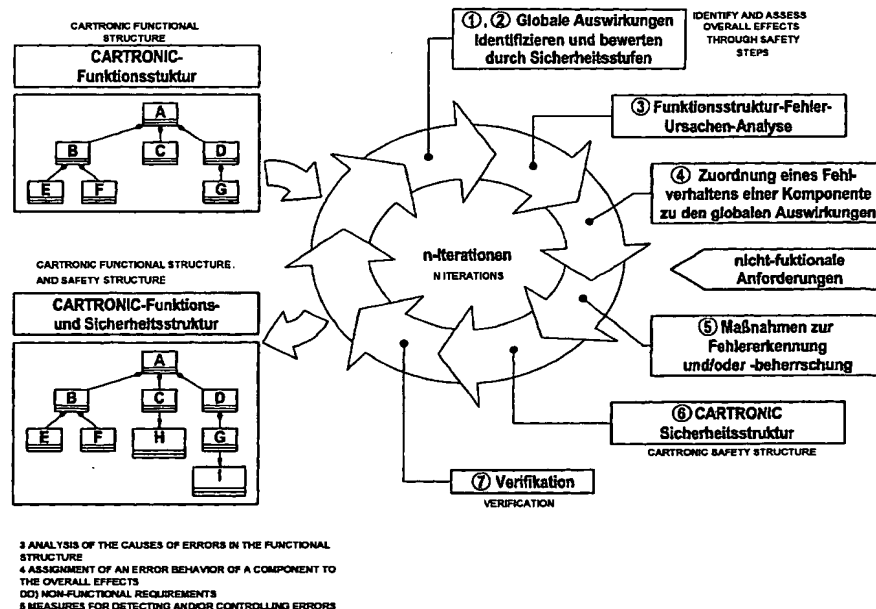 CARTRONIC FUNCTIONAL
STRUCTURE
CARTRONIC-
Funktionsstuktur
A
B
C
D
E
F
G
①, ② Globale Auswirkungen
Identifizieren und bewerten
durch Sicherheitsstufen
IDENTIFY AND ASSESS
OVERALL EFFECTS
THROUGH SAFETY
STEPS
③ Funktionsstruktur-Fehler-
Ursachen-Analyse
④ Zuordnung eines Fehl-
verhaltens einer Komponente
zu den globalen Auswirkungen
n-Iterationen
N ITERATIONS
nicht-fuktionale
Anforderungen
CARTRONIC FUNCTIONAL STRUCTURE.
AND SAFETY STRUCTURE
CARTRONIC-Funktions-
und Sicherheitsstruktur
A
B
C
D
E
F
H
G
I
⑤ Maßnahmen zur
Fehlererkennung
und/oder -beherrschung
⑥ CARTRONIC
Sicherheitsstruktur
CARTRONIC SAFETY STRUCTURE
⑦ Verifikation
VERIFICATION
3 ANALYSIS OF THE CAUSES OF ERRORS IN THE FUNCTIONAL
STRUCTURE
4 ASSIGNMENT OF AN ERROR BEHAVIOR OF A COMPONENT TO
THE OVERALL EFFECTS
DD) NON-FUNCTIONAL REQUIREMENTS
5 MEASURES FOR DETECTING AND/OR CONTROLLING ERRORS